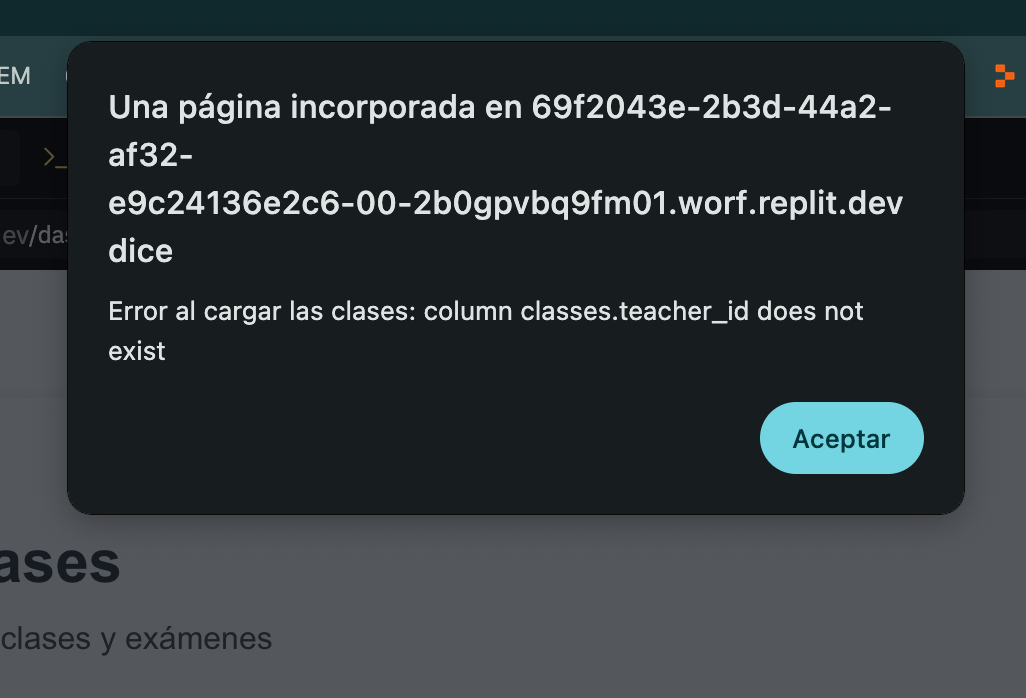 EM
Una página incorporada en 69f2043e-2b3d-44a2-
af32-
e9c24136e2c6-00-2b0gpvbq9fm01.worf.replit.dev
dice
>_
ev/das
Error al cargar las clases: column classes.teacher_id does not
exist
Aceptar
ases
clases y exámenes